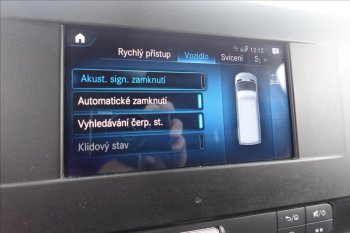 12:12
Rychlý přístup Vozidlo Svícení
Akust. sign. zamknutí
Automatické zamknutí
Vyhledávání čerp. st.
Klidový stav